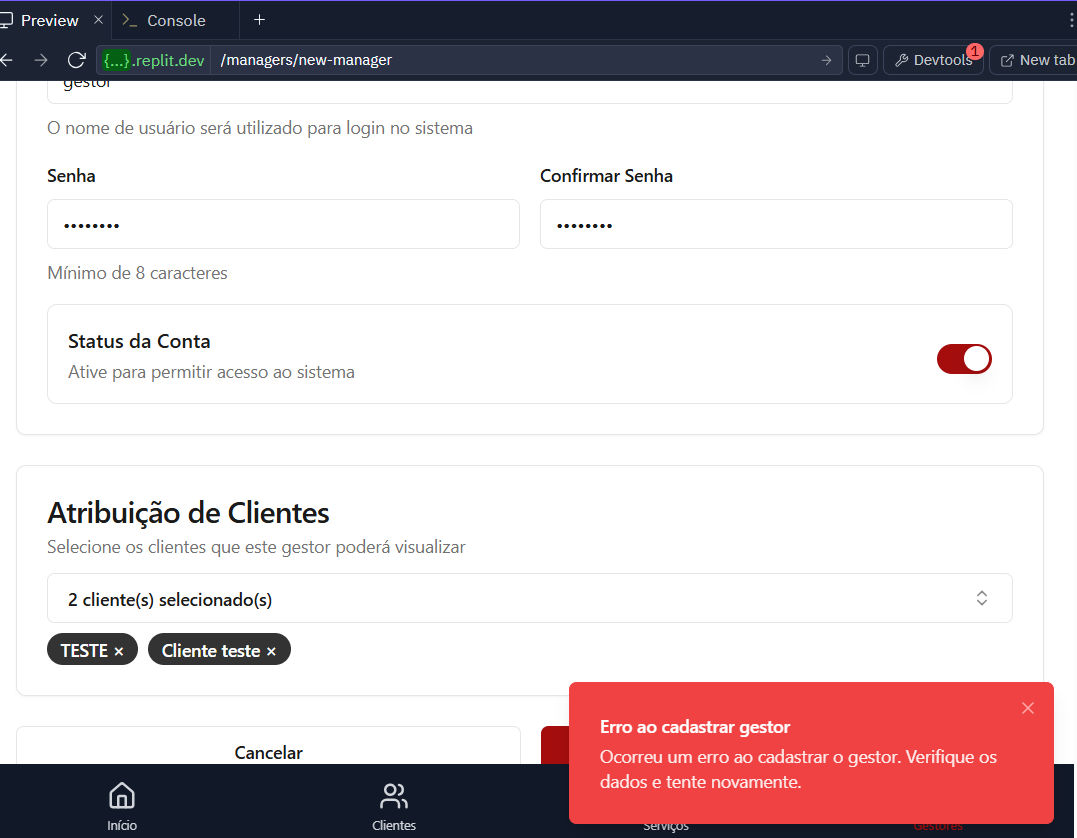 Preview × >_ Console +
{...}.replit.dev /managers/new-manager Devtools 1 New tab
gestor
O nome de usuário será utilizado para login no sistema
Senha Confirmar Senha
•••••••• ••••••••
Mínimo de 8 caracteres
Status da Conta
Ative para permitir acesso ao sistema
Atribuição de Clientes
Selecione os clientes que este gestor poderá visualizar
2 cliente(s) selecionado(s)
TESTE × Cliente teste ×
Erro ao cadastrar gestor
Ocorreu um erro ao cadastrar o gestor. Verifique os
dados e tente novamente.
Cancelar
Início Clientes Serviços Gestores